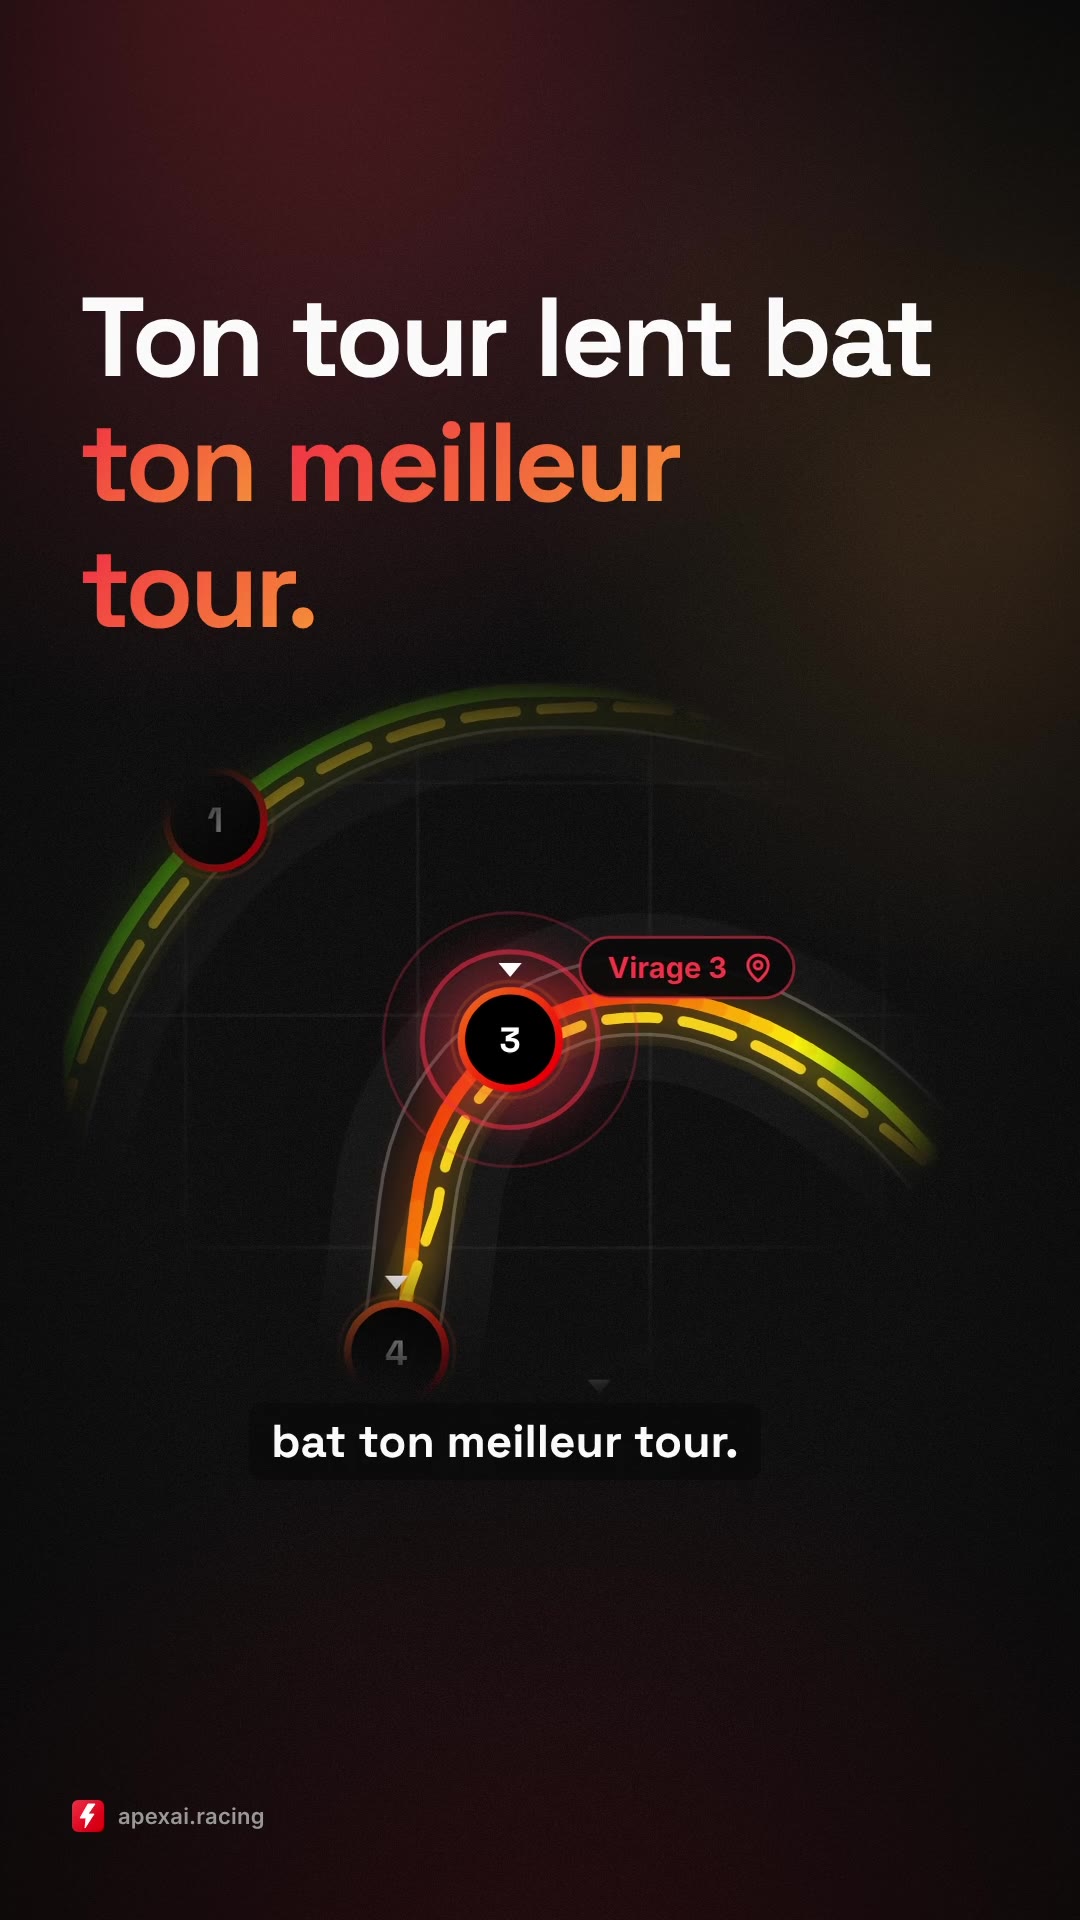 Ton tour lent bat
ton meilleur
tour.
1
Virage 3
3
4
bat ton meilleur tour.
apexai.racing